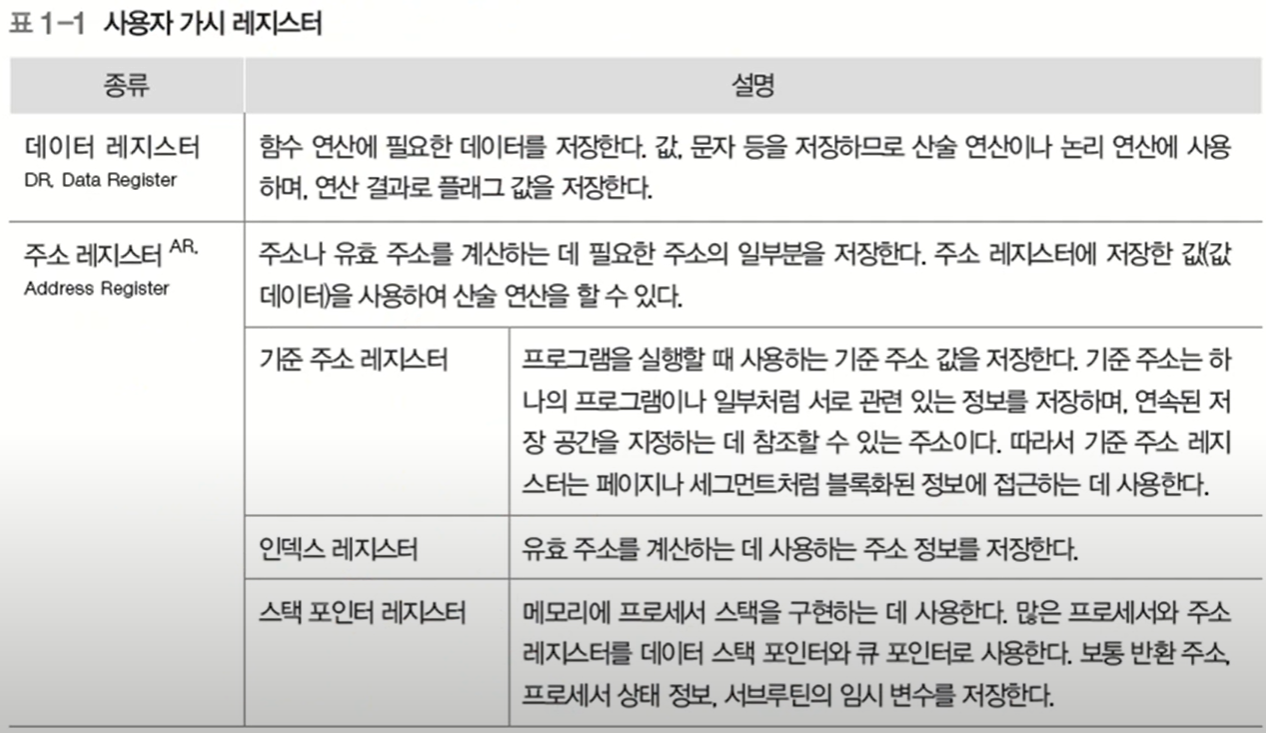 표 1-1 사용자 가시 레지스터
종류
설명
데이터 레지스터
DR, Data Register
함수 연산에 필요한 데이터를 저장한다. 값, 문자 등을 저장하므로 산술 연산이나 논리 연산에 사용
하며, 연산 결과로 플래그 값을 저장한다.
주소 레지스터 AR,
Address Register
주소나 유효 주소를 계산하는 데 필요한 주소의 일부분을 저장한다. 주소 레지스터에 저장한 값(값
데이터)을 사용하여 산술 연산을 할 수 있다.
기준 주소 레지스터
프로그램을 실행할 때 사용하는 기준 주소 값을 저장한다. 기준 주소는 하
나의 프로그램이나 일부처럼 서로 관련 있는 정보를 저장하며, 연속된 저
장 공간을 지정하는 데 참조할 수 있는 주소이다. 따라서 기준 주소 레지
스터는 페이지나 세그먼트처럼 블록화된 정보에 접근하는 데 사용한다.
인덱스 레지스터
유효 주소를 계산하는 데 사용하는 주소 정보를 저장한다.
스택 포인터 레지스터
메모리에 프로세서 스택을 구현하는 데 사용한다. 많은 프로세서와 주소
레지스터를 데이터 스택 포인터와 큐 포인터로 사용한다. 보통 반환 주소,
프로세서 상태 정보, 서브루틴의 임시 변수를 저장한다.